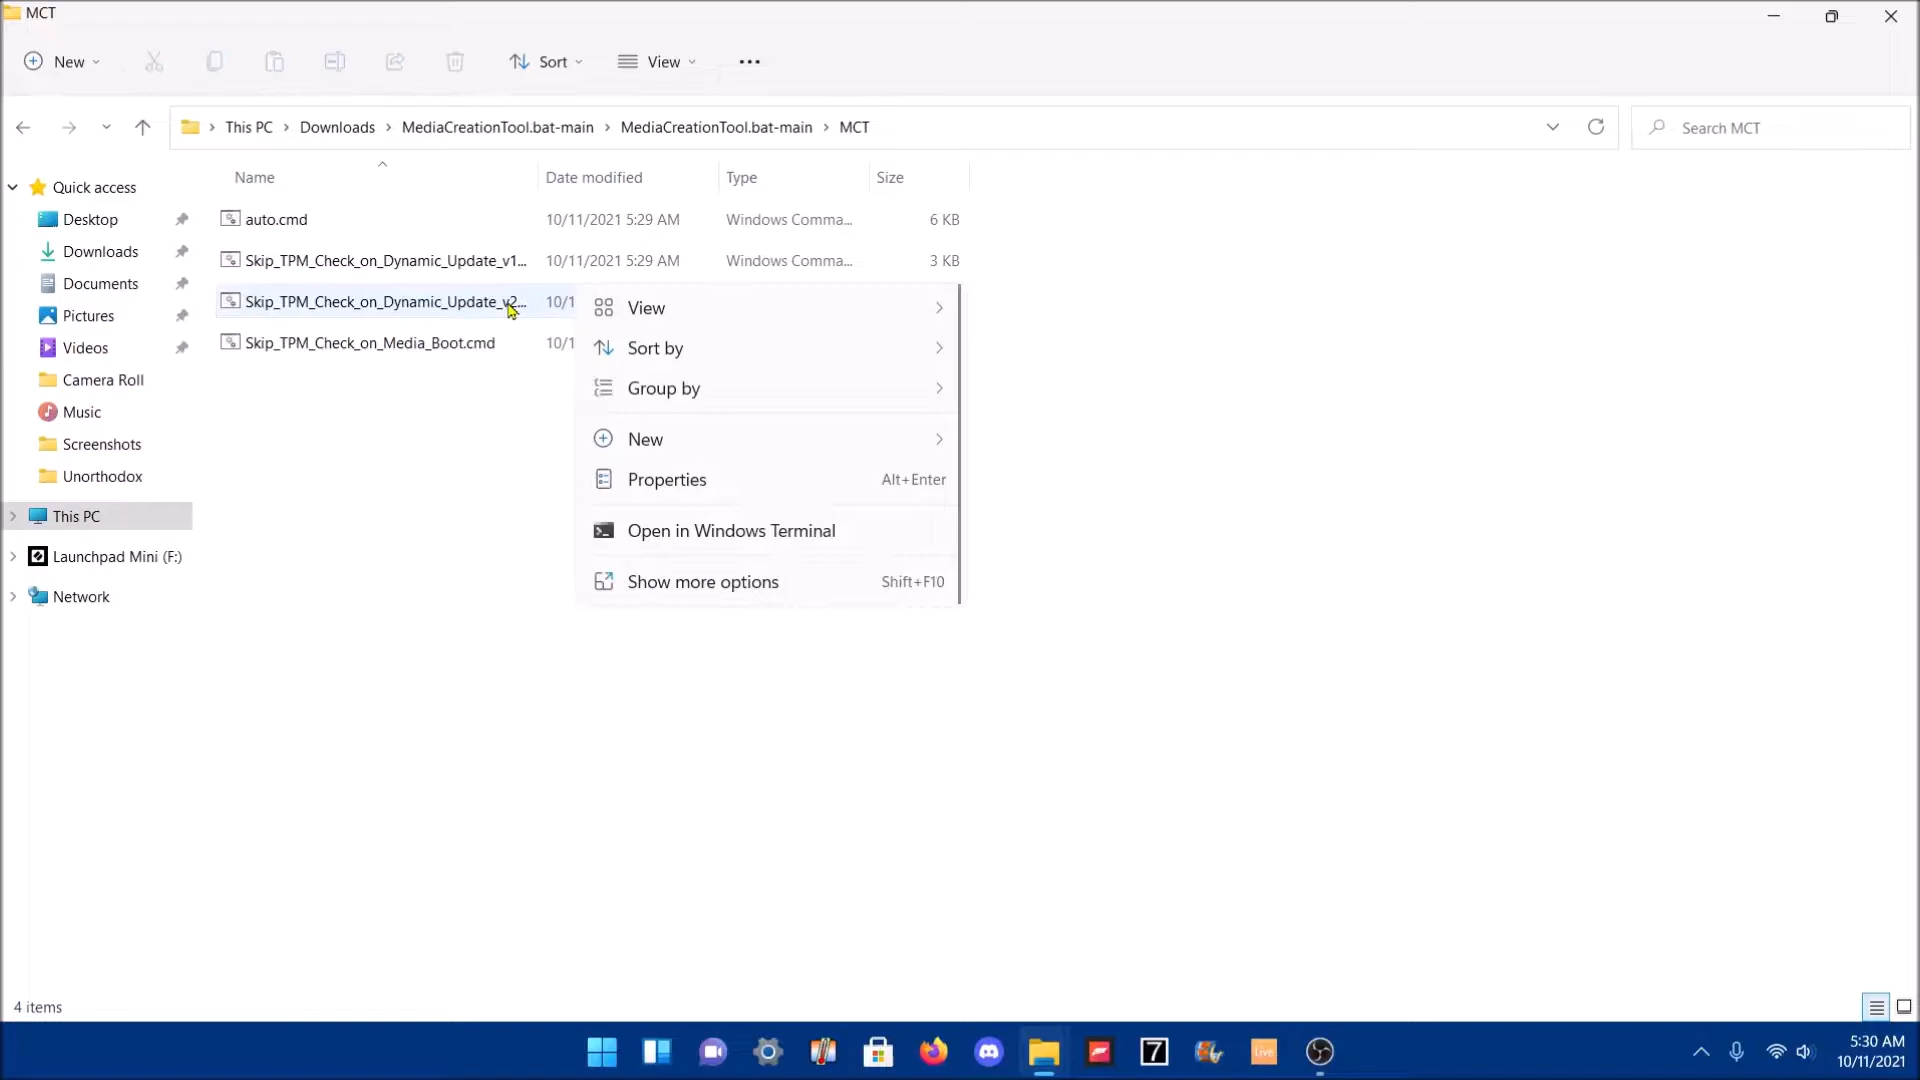 MCT
New
Sort
View
This PC
Downloads
MediaCreationTool.bat-main
MediaCreationTool.bat-main
MCT
Search MCT
Name
Date modified
Type
Size
Quick access
Desktop
Downloads
Documents
Pictures
Videos
Camera Roll
Music
Screenshots
Unorthodox
This PC
Launchpad Mini (F:)
Network
auto.cmd 10/11/2021 5:29 AM Windows Comma... 6 KB
Skip_TPM_Check_on_Dynamic_Update_v1... 10/11/2021 5:29 AM Windows Comma... 3 KB
Skip_TPM_Check_on_Dynamic_Update_v2... 10/1
Skip_TPM_Check_on_Media_Boot.cmd 10/1
View
Sort by
Group by
New
Properties Alt+Enter
Open in Windows Terminal
Show more options Shift+F10
4 items
7
Live
5:30 AM
10/11/2021